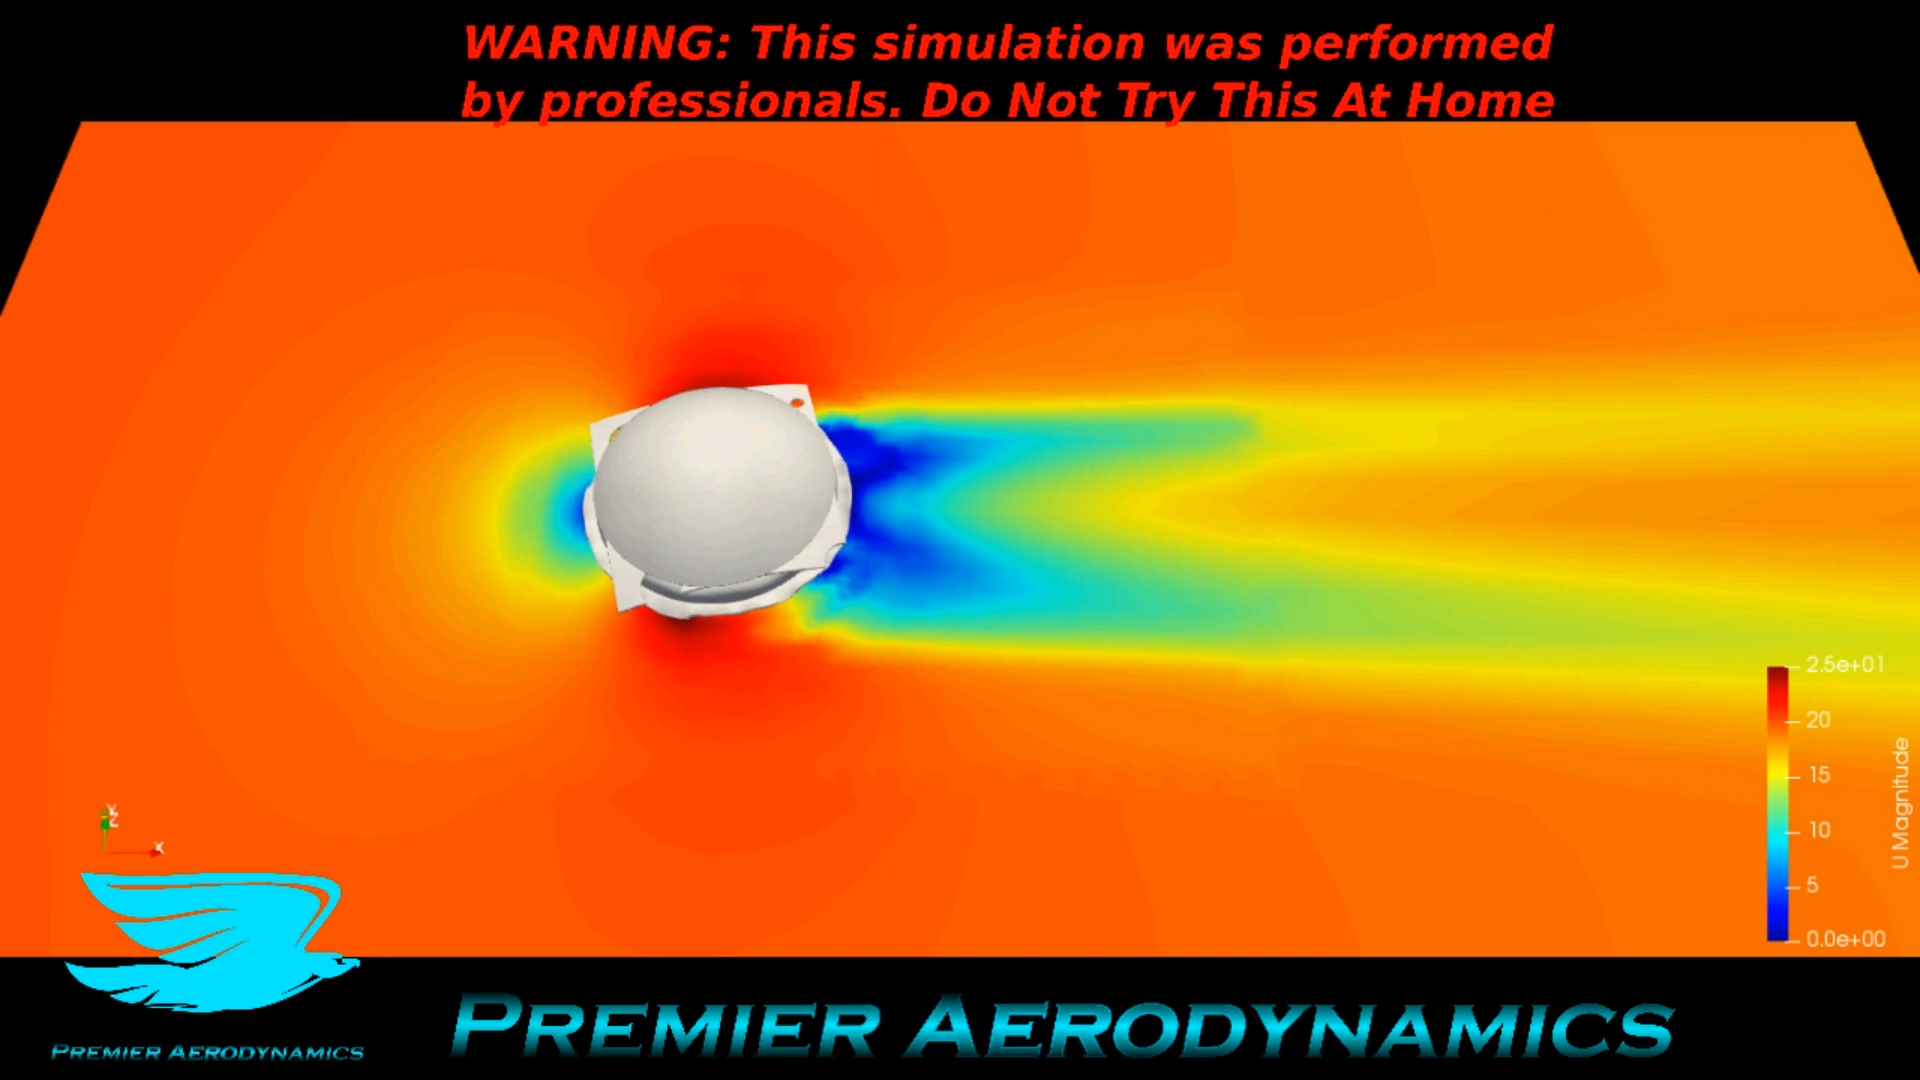 WARNING: This simulation was performed
by professionals. Do Not Try This At Home
2.5e+01
20
15
10
5
0.0e+00
U Magnitude
Y
Z
X
PREMIER AERODYNAMICS
PREMIER AERODYNAMICS